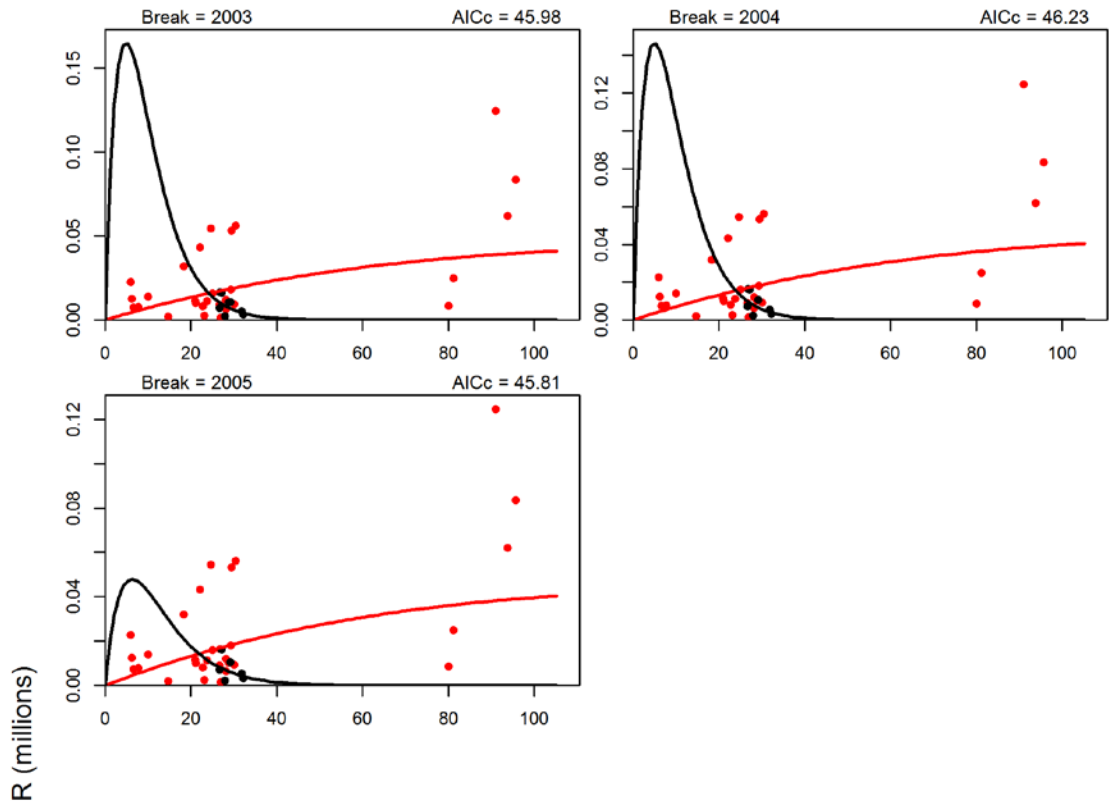 Break = 2003 AICc = 45.98
0.15
0.10
0.05
0.00
0 20 40 60 80 100
Break = 2004 AICc = 46.23
0.12
0.08
0.04
0.00
0 20 40 60 80 100
Break = 2005 AICc = 45.81
0.12
0.08
0.04
0.00
0 20 40 60 80 100
R (millions)